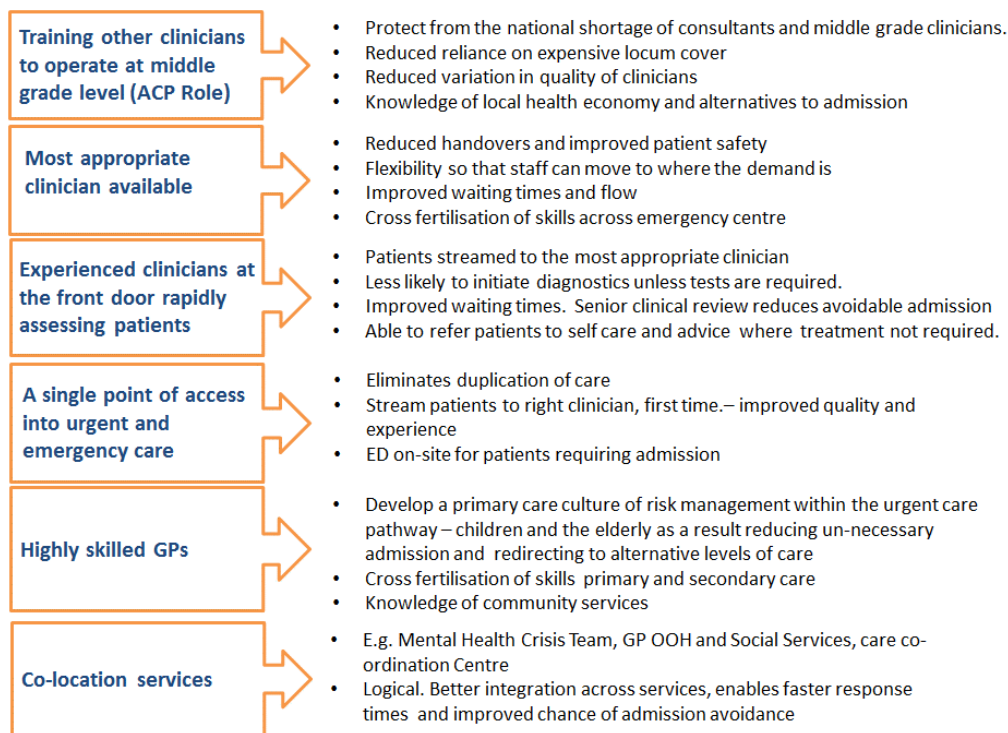 Training other clinicians
to operate at middle
grade level (ACP Role)
• Protect from the national shortage of consultants and middle grade clinicians.
• Reduced reliance on expensive locum cover
• Reduced variation in quality of clinicians
• Knowledge of local health economy and alternatives to admission
Most appropriate
clinician available
• Reduced handovers and improved patient safety
• Flexibility so that staff can move to where the demand is
• Improved waiting times and flow
• Cross fertilisation of skills across emergency centre
Experienced clinicians at
the front door rapidly
assessing patients
• Patients streamed to the most appropriate clinician
• Less likely to initiate diagnostics unless tests are required.
• Improved waiting times. Senior clinical review reduces avoidable admission
• Able to refer patients to self care and advice where treatment not required.
A single point of access
into urgent and
emergency care
• Eliminates duplication of care
• Stream patients to right clinician, first time.– improved quality and
experience
• ED on-site for patients requiring admission
Highly skilled GPs
• Develop a primary care culture of risk management within the urgent care
pathway – children and the elderly as a result reducing un-necessary
admission and redirecting to alternative levels of care
• Cross fertilisation of skills primary and secondary care
• Knowledge of community services
Co-location services
• E.g. Mental Health Crisis Team, GP OOH and Social Services, care co-
ordination Centre
• Logical. Better integration across services, enables faster response
times and improved chance of admission avoidance